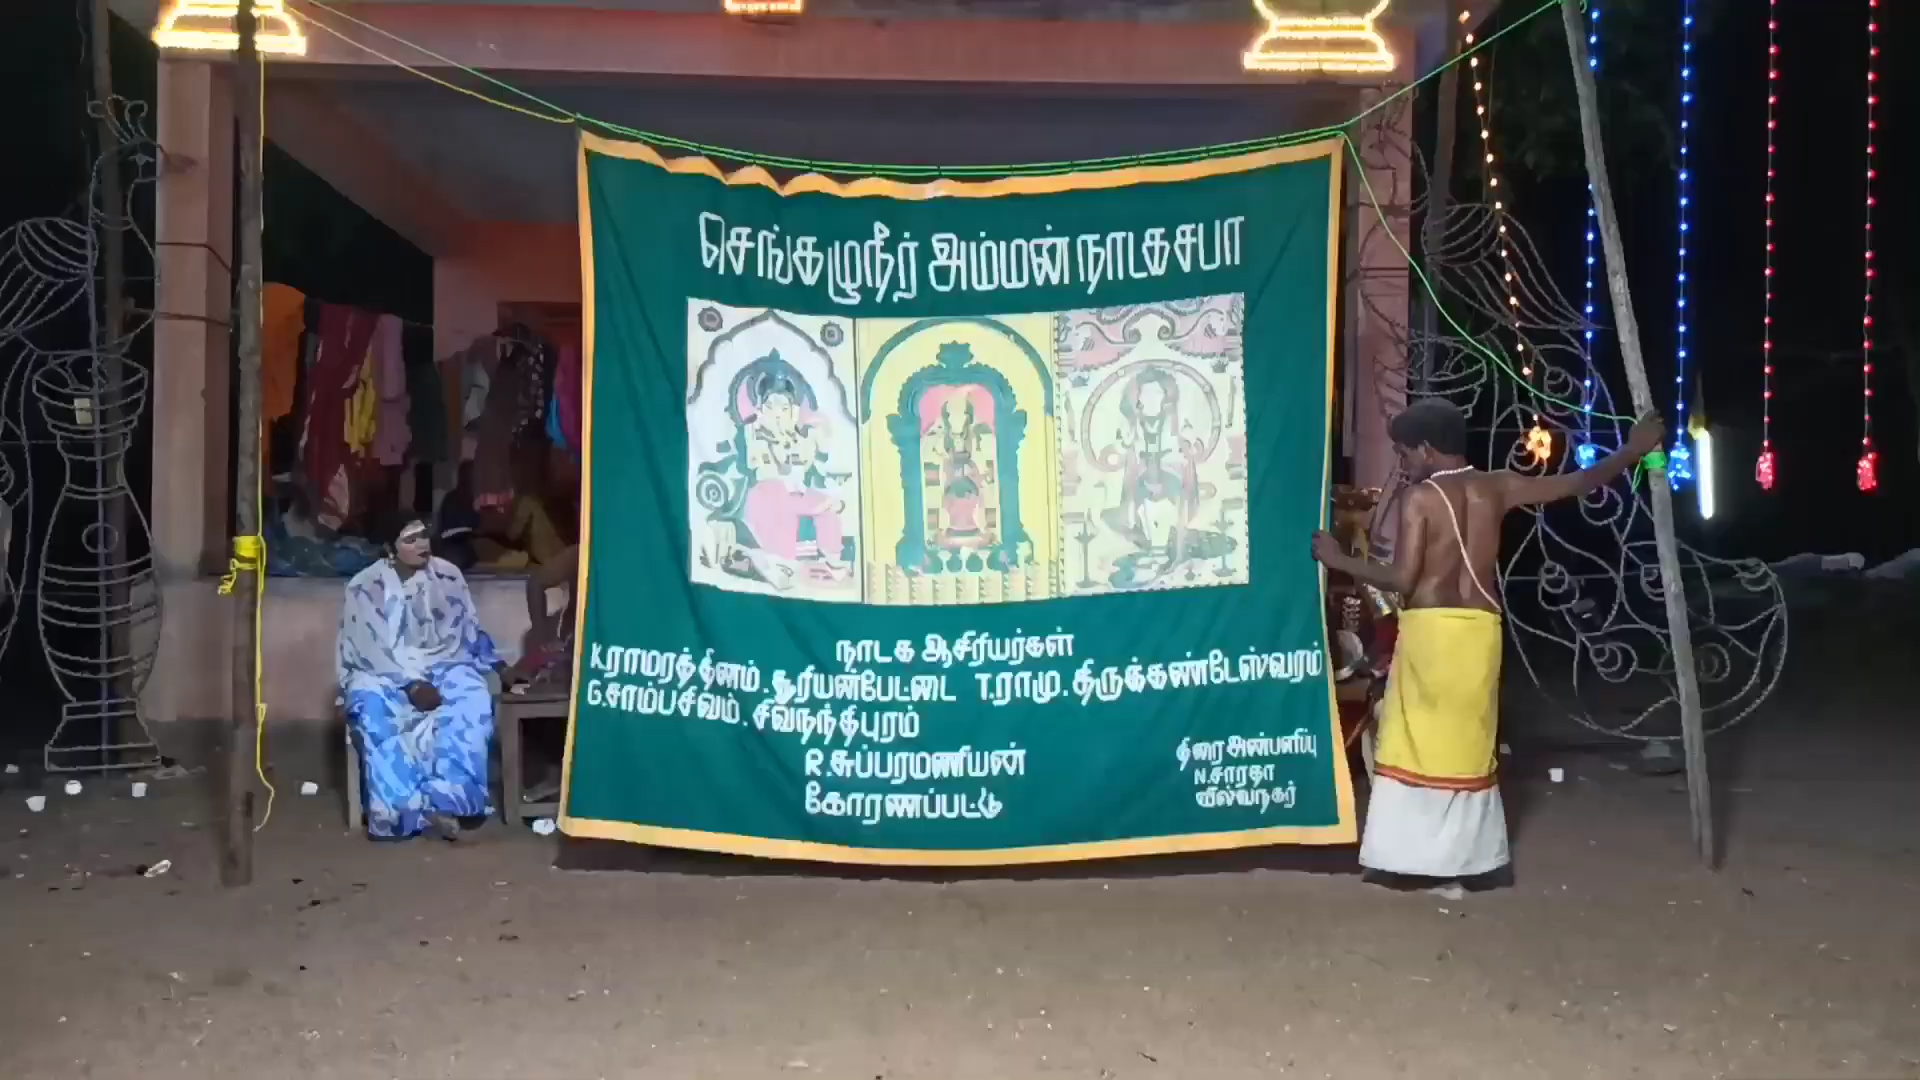 செங்கழுநீர் அம்மன் நாடகசபா
நாடக ஆசிரியர்கள்
K.ராமரத்தினம். சூரியன்பேட்டை T.ராமு. திருக்கண்டேஸ்வரம்
G.சாம்பசிவம். சிவநந்திபுரம்
R.சுப்பரமணியன்
கோரணப்பட்டு
திரை அன்பளிப்பு
N.சாரதா
வில்வநகர்